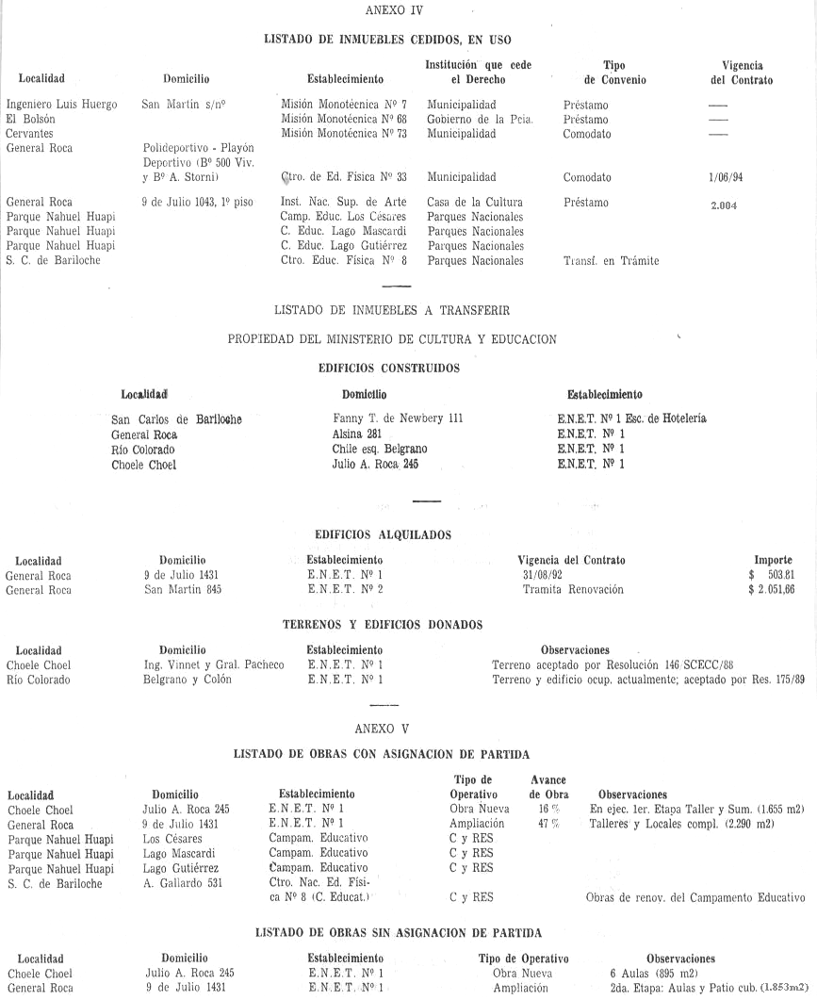 ANEXO IV
LISTADO DE INMUEBLES CEDIDOS, EN USO
Localidad Domicilio Establecimiento Institución que cede el Derecho Tipo de Convenio Vigencia del Contrato
Ingeniero Luis Huergo San Martín s/nº Misión Monotécnica Nº 7 Municipalidad Préstamo —
El Bolsón Misión Monotécnica Nº 68 Gobierno de la Pcia. Préstamo —
Cervantes Misión Monotécnica Nº 73 Municipalidad Comodato —
General Roca Polideportivo - Playón
Deportivo (Bº 500 Viv.
y Bº A. Storni) Ctro. de Ed. Física Nº 33 Municipalidad Comodato 1/06/94
General Roca 9 de Julio 1043, 1º piso Inst. Nac. Sup. de Arte Casa de la Cultura Préstamo 2.004
Parque Nahuel Huapi Camp. Educ. Los Césares Parques Nacionales
Parque Nahuel Huapi C. Educ. Lago Mascardi Parques Nacionales
Parque Nahuel Huapi C. Educ. Lago Gutiérrez Parques Nacionales
S. C. de Bariloche Ctro. Educ. Física Nº 8 Parques Nacionales Transf. en Trámite
LISTADO DE INMUEBLES A TRANSFERIR
PROPIEDAD DEL MINISTERIO DE CULTURA Y EDUCACION
EDIFICIOS CONSTRUIDOS
Localidad Domicilio Establecimiento
San Carlos de Bariloche Fanny T. de Newbery 111 E.N.E.T. Nº 1 Esc. de Hotelería
General Roca Alsina 281 E.N.E.T. Nº 1
Río Colorado Chile esq. Belgrano E.N.E.T. Nº 1
Choele Choel Julio A. Roca 245 E.N.E.T. Nº 1
EDIFICIOS ALQUILADOS
Localidad Domicilio Establecimiento Vigencia del Contrato Importe
General Roca 9 de Julio 1431 E.N.E.T. Nº 1 31/08/92 $ 503.81
General Roca San Martín 845 E.N.E.T. Nº 2 Tramita Renovación $ 2.051,66
TERRENOS Y EDIFICIOS DONADOS
Localidad Domicilio Establecimiento Observaciones
Choele Choel Ing. Vinnet y Gral. Pacheco E.N.E.T. Nº 1 Terreno aceptado por Resolución 146 SCECC/88
Río Colorado Belgrano y Colón E.N.E.T. Nº 1 Terreno y edificio ocup. actualmente; aceptado por Res. 175/89
ANEXO V
LISTADO DE OBRAS CON ASIGNACION DE PARTIDA
Localidad Domicilio Establecimiento Tipo de Operativo Avance de Obra Observaciones
Choele Choel Julio A. Roca 245 E.N.E.T. Nº 1 Obra Nueva 16 % En ejec. 1er. Etapa Taller y Sum. (1.655 m2)
General Roca 9 de Julio 1431 E.N.E.T. Nº 1 Ampliación 47 % Talleres y Locales compl. (2.290 m2)
Parque Nahuel Huapi Los Césares Campam. Educativo C y RES
Parque Nahuel Huapi Lago Mascardi Campam. Educativo C y RES
Parque Nahuel Huapi Lago Gutiérrez Campam. Educativo C y RES
S. C. de Bariloche A. Gallardo 531 Ctro. Nac. Ed. Físi-
ca Nº 8 (C. Educat.) C y RES Obras de renov. del Campamento Educativo
LISTADO DE OBRAS SIN ASIGNACION DE PARTIDA
Localidad Domicilio Establecimiento Tipo de Operativo Observaciones
Choele Choel Julio A. Roca 245 E.N.E.T. Nº 1 Obra Nueva 6 Aulas (895 m2)
General Roca 9 de Julio 1431 E.N.E.T. Nº 1 Ampliación 2da. Etapa: Aulas y Patio cub. (1.853m2)